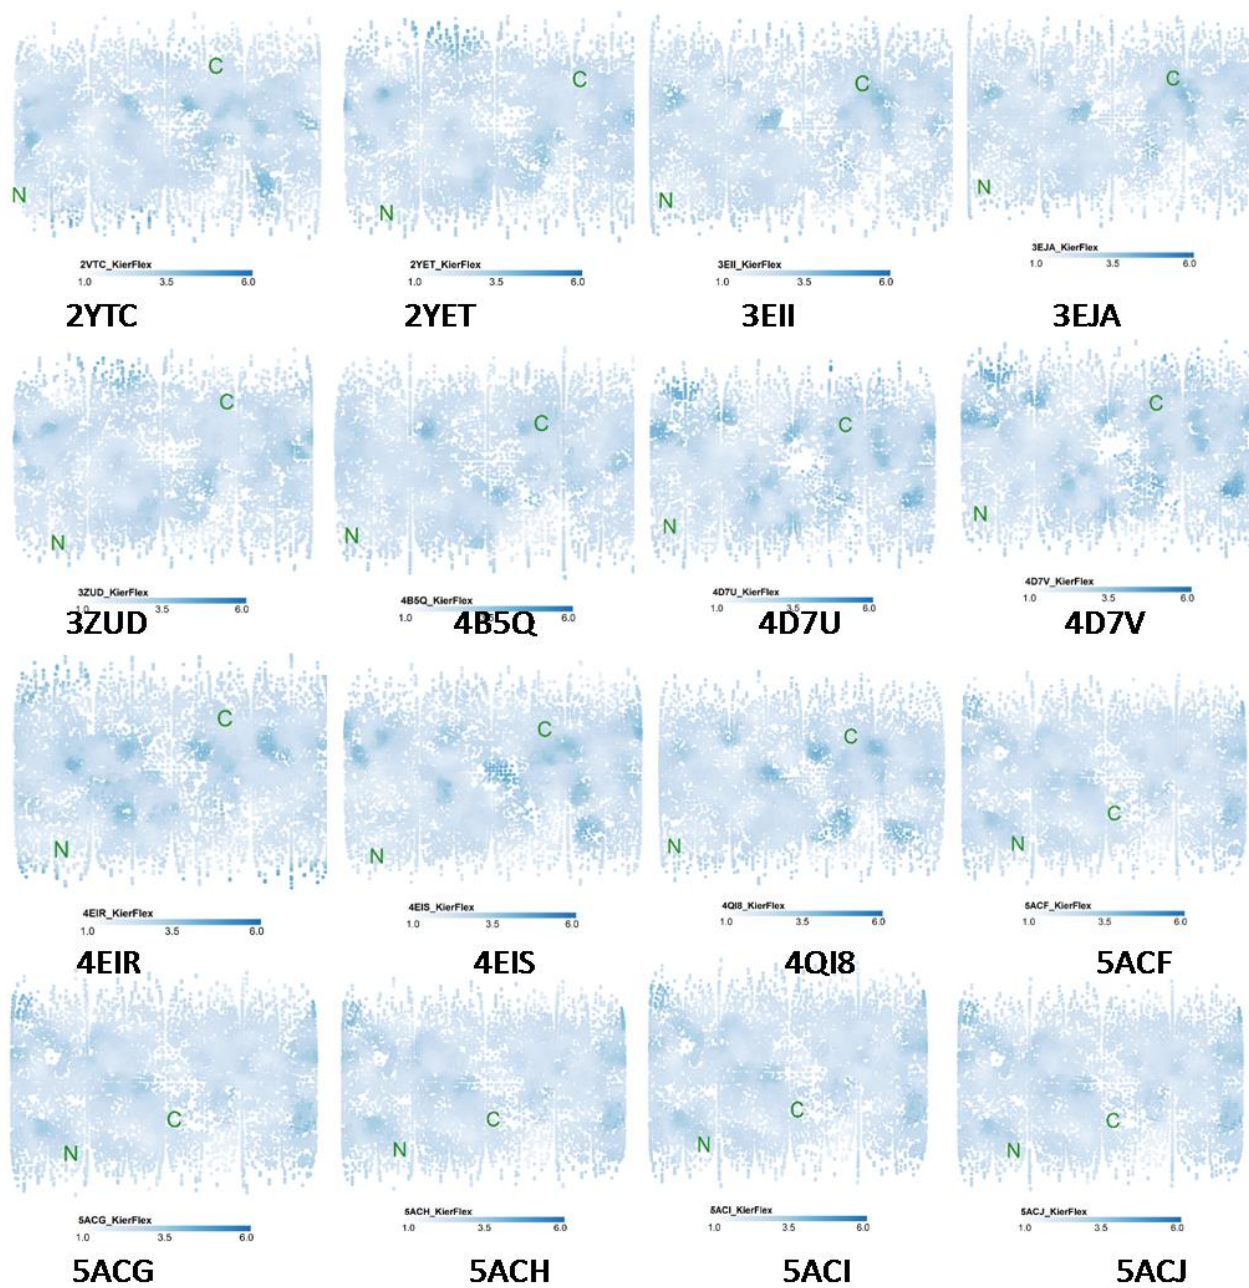 C C C C
N N N N
2VTC_KierFlex 2YET_KierFlex 3EII_KierFlex 3EJA_KierFlex
1.0 3.5 6.0 1.0 3.5 6.0 1.0 3.5 6.0 1.0 3.5 6.0
2YTC 2YET 3EII 3EJA
C C C C
N N N N
3ZUD_KierFlex 4B5Q_KierFlex 4D7U_KierFlex 4D7V_KierFlex
1.0 3.5 6.0 1.0 3.5 6.0 1.0 3.5 6.0 1.0 3.5 6.0
3ZUD 4B5Q 4D7U 4D7V
C C C C
N N N N
4EIR_KierFlex 4EIS_KierFlex 4QI8_KierFlex 5ACF_KierFlex
1.0 3.5 6.0 1.0 3.5 6.0 1.0 3.5 6.0 1.0 3.5 6.0
4EIR 4EIS 4QI8 5ACF
C C C C
N N N N
5ACG_KierFlex 5ACH_KierFlex 5ACI_KierFlex 5ACJ_KierFlex
1.0 3.5 6.0 1.0 3.5 6.0 1.0 3.5 6.0 1.0 3.5 6.0
5ACG 5ACH 5ACI 5ACJ